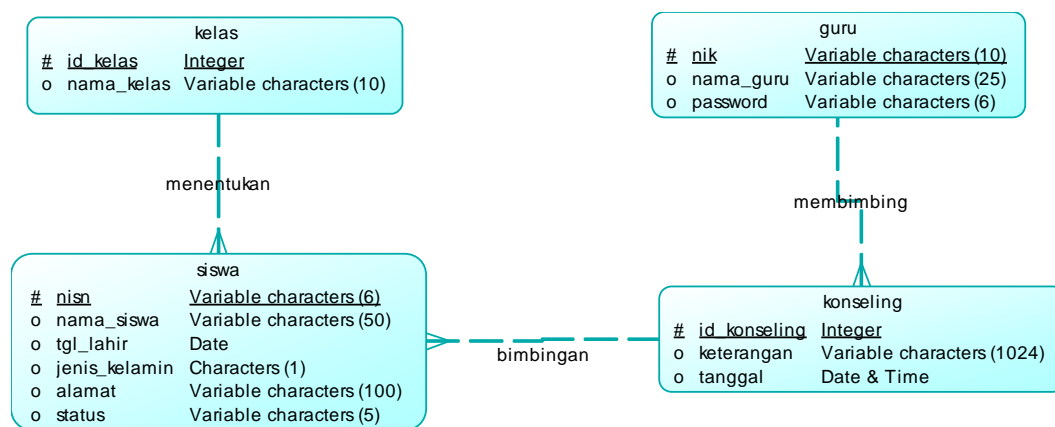 kelas
# id_kelas Integer
o nama_kelas Variable characters (10)
guru
# nik Variable characters (10)
o nama_guru Variable characters (25)
o password Variable characters (6)
menentukan
membimbing
siswa
# nisn Variable characters (6)
o nama_siswa Variable characters (50)
o tgl_lahir Date
o jenis_kelamin Characters (1)
o alamat Variable characters (100)
o status Variable characters (5)
bimbingan
konseling
# id_konseling Integer
o keterangan Variable characters (1024)
o tanggal Date & Time